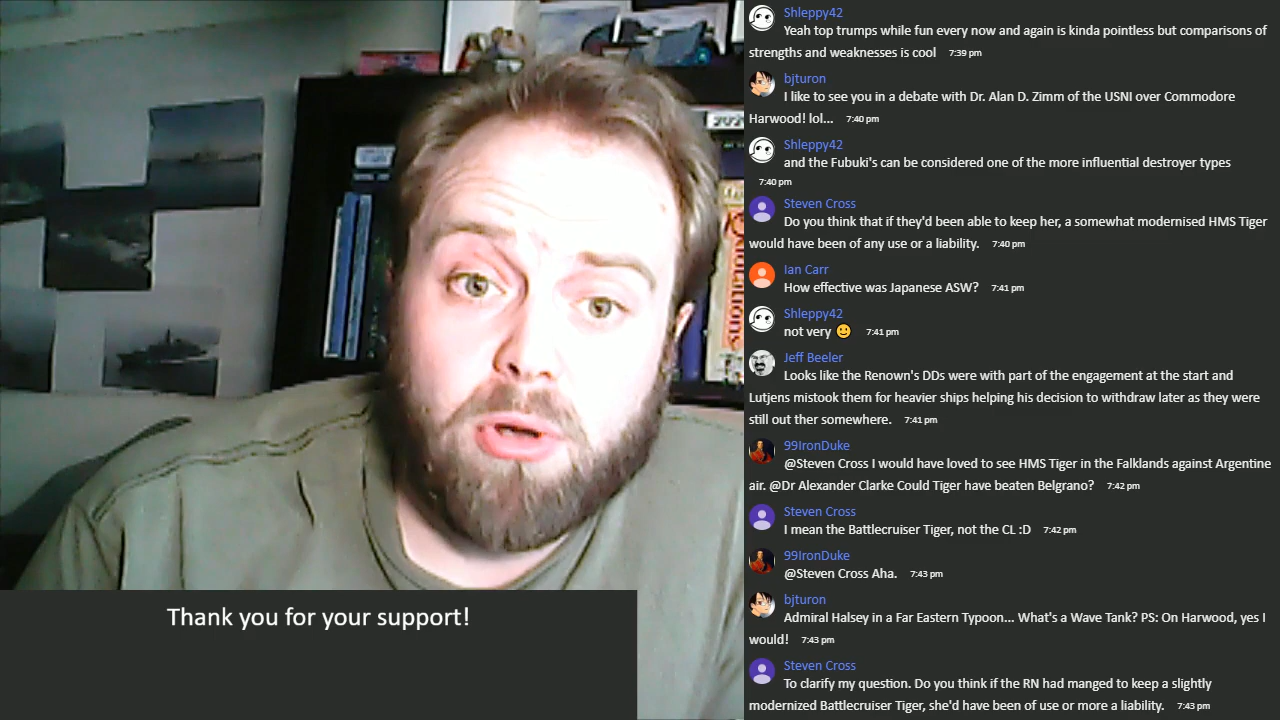 Shleppy42
Yeah top trumps while fun every now and again is kinda pointless but comparisons of
strengths and weaknesses is cool 7:39 pm
bjturon
I like to see you in a debate with Dr. Alan D. Zimm of the USNI over Commodore
Harwood! lol... 7:40 pm
Shleppy42
and the Fubuki's can be considered one of the more influential destroyer types
7:40 pm
Steven Cross
Do you think that if they'd been able to keep her, a somewhat modernised HMS Tiger
would have been of any use or a liability. 7:40 pm
Ian Carr
How effective was Japanese ASW? 7:41 pm
Shleppy42
not very 7:41 pm
Jeff Beeler
Looks like the Renown's DDs were with part of the engagement at the start and
Lutjens mistook them for heavier ships helping his decision to withdraw later as they were
still out ther somewhere. 7:41 pm
99IronDuke
@Steven Cross I would have loved to see HMS Tiger in the Falklands against Argentine
air. @Dr Alexander Clarke Could Tiger have beaten Belgrano? 7:42 pm
Steven Cross
I mean the Battlecruiser Tiger, not the CL :D 7:42 pm
99IronDuke
@Steven Cross Aha. 7:43 pm
bjturon
Admiral Halsey in a Far Eastern Typoon... What's a Wave Tank? PS: On Harwood, yes I
would! 7:43 pm
Steven Cross
To clarify my question. Do you think if the RN had manged to keep a slightly
modernized Battlecruiser Tiger, she'd have been of use or more a liability. 7:43 pm
Quotations
Thank you for your support!